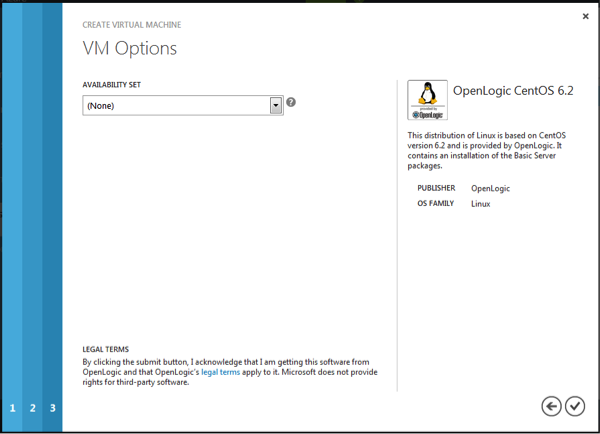 CREATE VIRTUAL MACHINE
VM Options
AVAILABILITY SET
(None)
?
provided by
OpenLogic
OpenLogic CentOS 6.2
This distribution of Linux is based on CentOS
version 6.2 and is provided by OpenLogic. It
contains an installation of the Basic Server
packages.
PUBLISHER OpenLogic
OS FAMILY Linux
LEGAL TERMS
By clicking the submit button, I acknowledge that I am getting this software from
OpenLogic and that OpenLogic's legal terms apply to it. Microsoft does not provide
rights for third-party software.
1 2 3